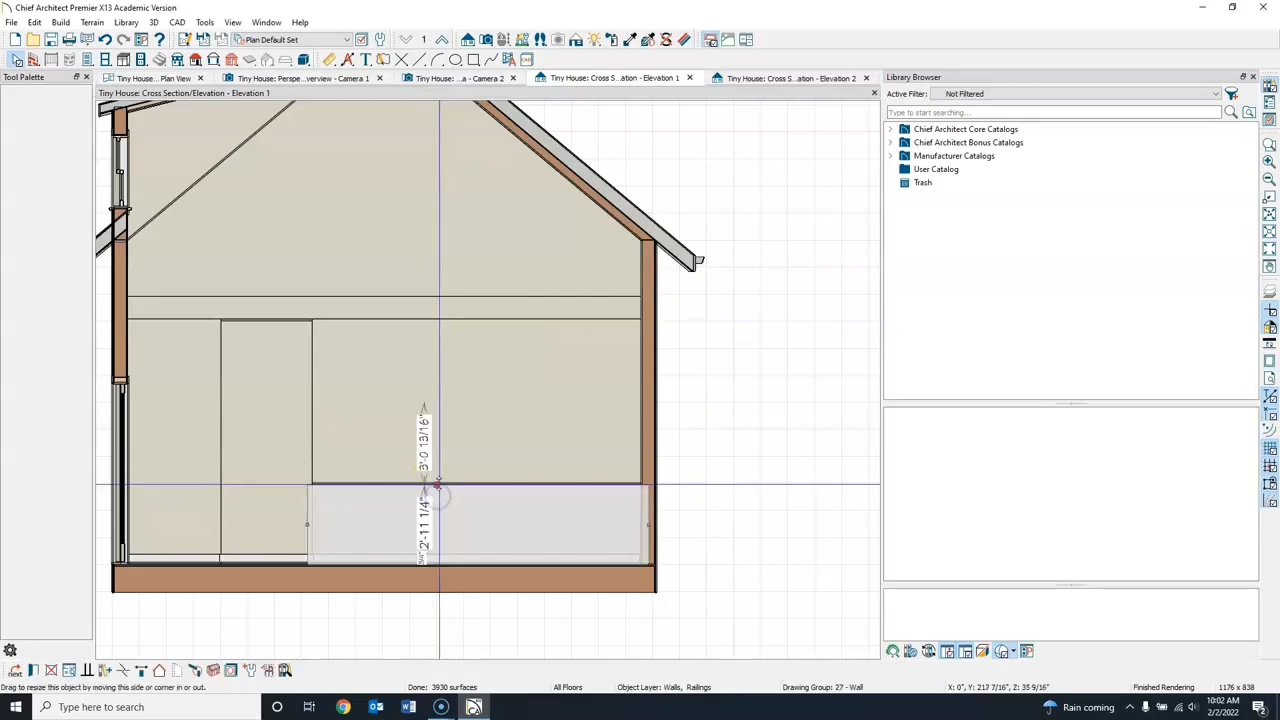 Chief Architect Premier X13 Academic Version
File Edit Build Terrain Library 3D CAD Tools View Window Help
Plan Default Set 1
Tool Palette
Tiny House: Plan View
Tiny House: Perspe...verview - Camera 1
Tiny House: ...a - Camera 2
Tiny House: Cross S...ation - Elevation 1
Tiny House: Cross S...ation - Elevation 2
Tiny House: Cross Section/Elevation - Elevation 1
Library Browser
Active Filter: Not Filtered
Type to start searching...
Chief Architect Core Catalogs
Chief Architect Bonus Catalogs
Manufacturer Catalogs
User Catalog
Trash
3'-0 13/16"
2'-11 1/4"
3/4"
next
Drag to resize this object by moving this side or corner in or out.
Done: 3930 surfaces
Object Layer: Walls, Railings
Drawing Group: 27 - Wall
X: 0", Y: 217 7/16", Z: 35 9/16"
Finished Rendering
1176 x 838
Type here to search
Rain coming
10:02 AM
2/2/2022
2